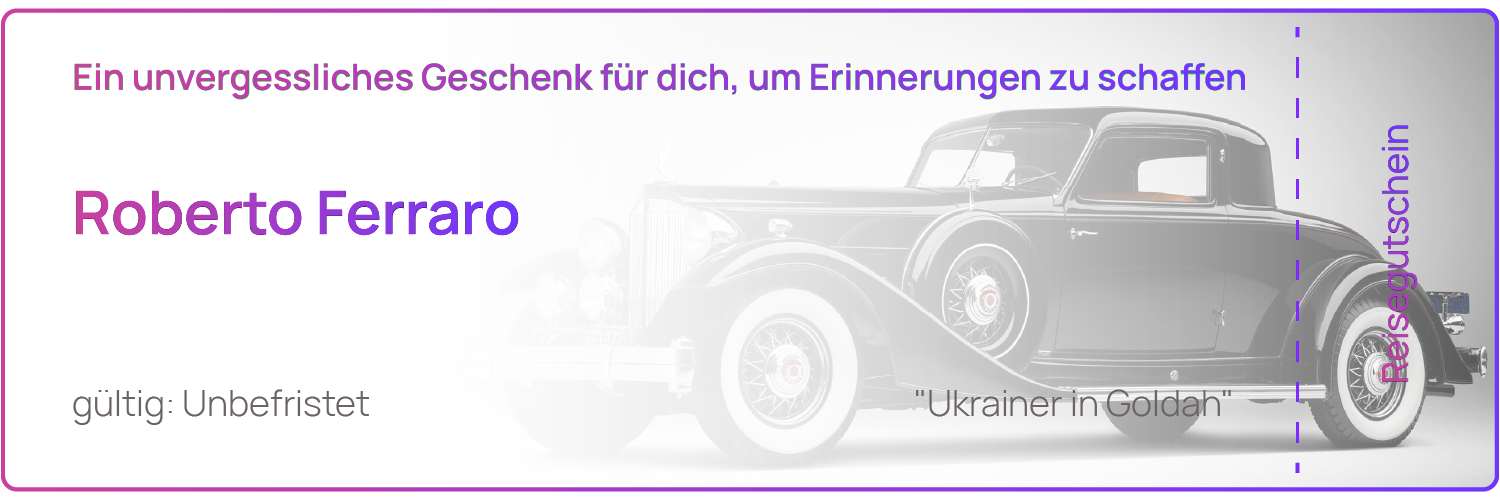 Ein unvergessliches Geschenk für dich, um Erinnerungen zu schaffen
Roberto Ferraro
gültig: Unbefristet
"Ukrainer in Goldah"
Reisegutschein